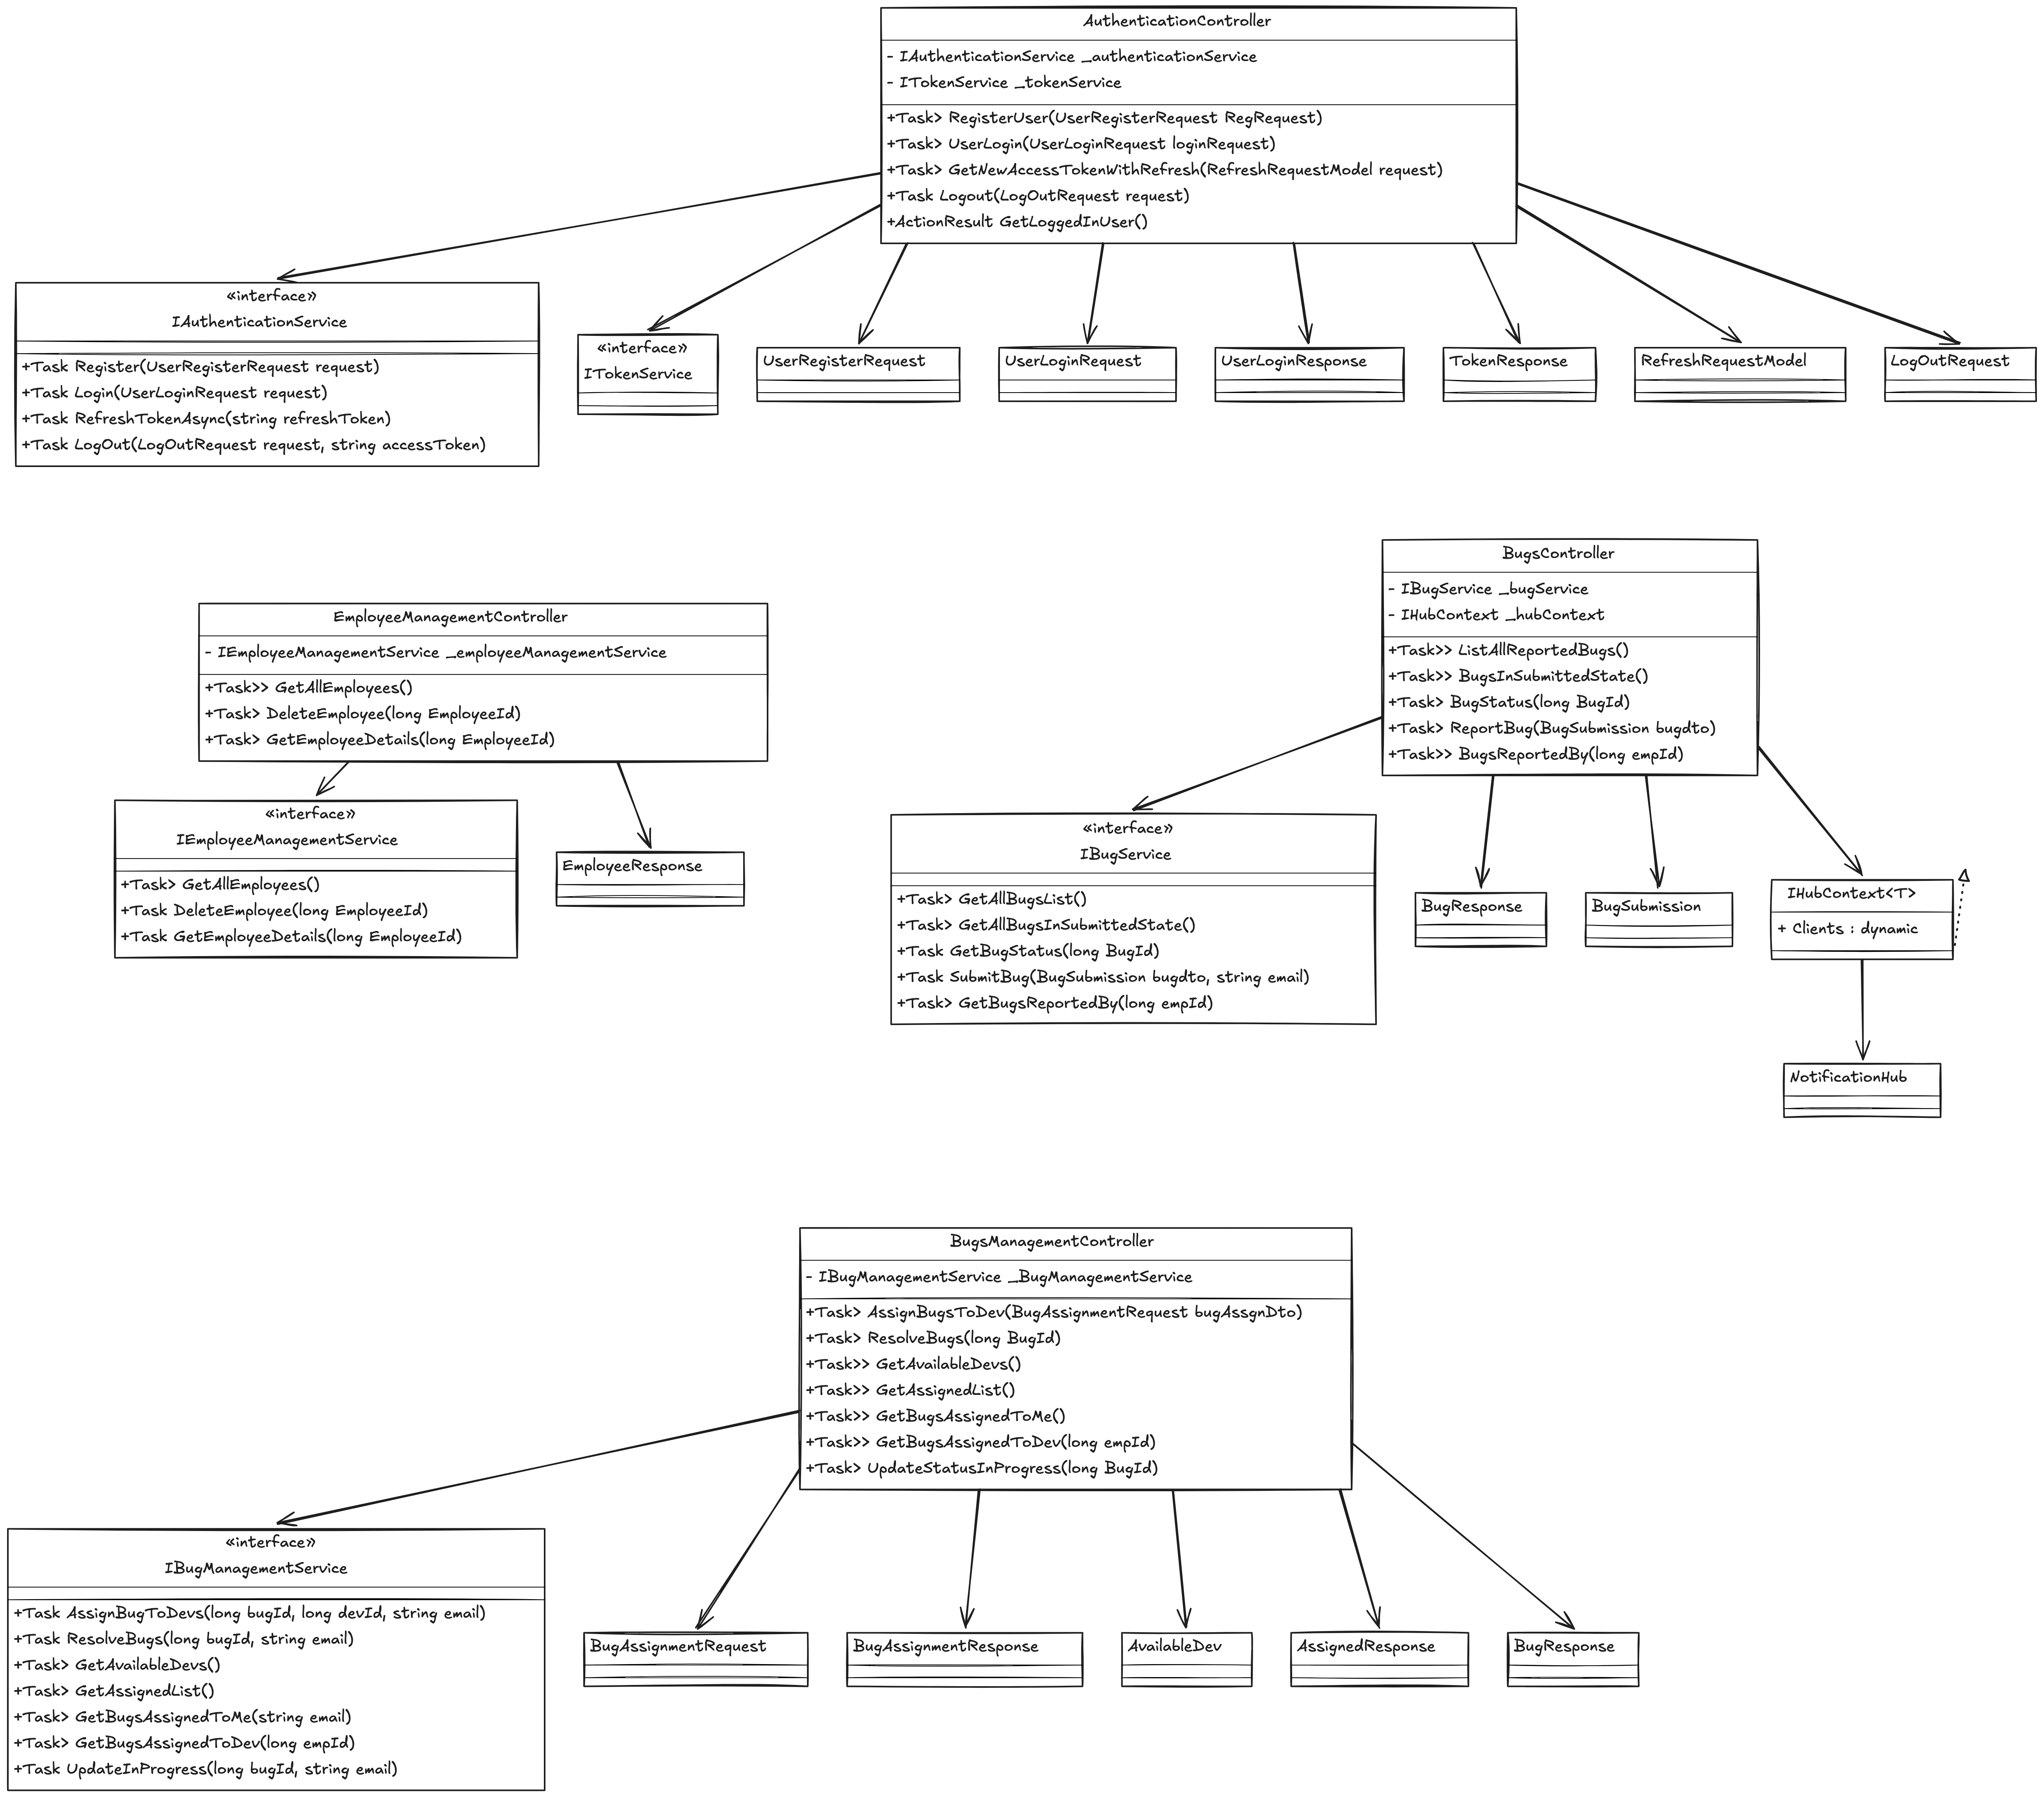 AuthenticationController
- IAuthenticationService _authenticationService
- ITokenService _tokenService
+Task> RegisterUser(UserRegisterRequest RegRequest)
+Task> UserLogin(UserLoginRequest loginRequest)
+Task> GetNewAccessTokenWithRefresh(RefreshRequestModel request)
+Task Logout(LogOutRequest request)
+ActionResult GetLoggedInUser()
«interface»
IAuthenticationService
+Task Register(UserRegisterRequest request)
+Task Login(UserLoginRequest request)
+Task RefreshTokenAsync(string refreshToken)
+Task LogOut(LogOutRequest request, string accessToken)
«interface»
ITokenService
UserRegisterRequest
UserLoginRequest
UserLoginResponse
TokenResponse
RefreshRequestModel
LogOutRequest
EmployeeManagementController
- IEmployeeManagementService _employeeManagementService
+Task>> GetAllEmployees()
+Task> DeleteEmployee(long EmployeeId)
+Task> GetEmployeeDetails(long EmployeeId)
«interface»
IEmployeeManagementService
+Task> GetAllEmployees()
+Task DeleteEmployee(long EmployeeId)
+Task GetEmployeeDetails(long EmployeeId)
EmployeeResponse
BugsController
- IBugService _bugService
- IHubContext _hubContext
+Task>> ListAllReportedBugs()
+Task>> BugsInSubmittedState()
+Task> BugStatus(long BugId)
+Task> ReportBug(BugSubmission bugdto)
+Task>> BugsReportedBy(long empId)
«interface»
IBugService
+Task> GetAllBugsList()
+Task> GetAllBugsInSubmittedState()
+Task GetBugStatus(long BugId)
+Task SubmitBug(BugSubmission bugdto, string email)
+Task> GetBugsReportedBy(long empId)
BugResponse
BugSubmission
IHubContext<T>
+ Clients : dynamic
NotificationHub
BugsManagementController
- IBugManagementService _BugManagementService
+Task> AssignBugsToDev(BugAssignmentRequest bugAssgnDto)
+Task> ResolveBugs(long BugId)
+Task>> GetAvailableDevs()
+Task>> GetAssignedList()
+Task>> GetBugsAssignedToMe()
+Task>> GetBugsAssignedToDev(long empId)
+Task> UpdateStatusInProgress(long BugId)
«interface»
IBugManagementService
+Task AssignBugToDevs(long bugId, long devId, string email)
+Task ResolveBugs(long bugId, string email)
+Task> GetAvailableDevs()
+Task> GetAssignedList()
+Task> GetBugsAssignedToMe(string email)
+Task> GetBugsAssignedToDev(long empId)
+Task UpdateInProgress(long bugId, string email)
BugAssignmentRequest
BugAssignmentResponse
AvailableDev
AssignedResponse
BugResponse